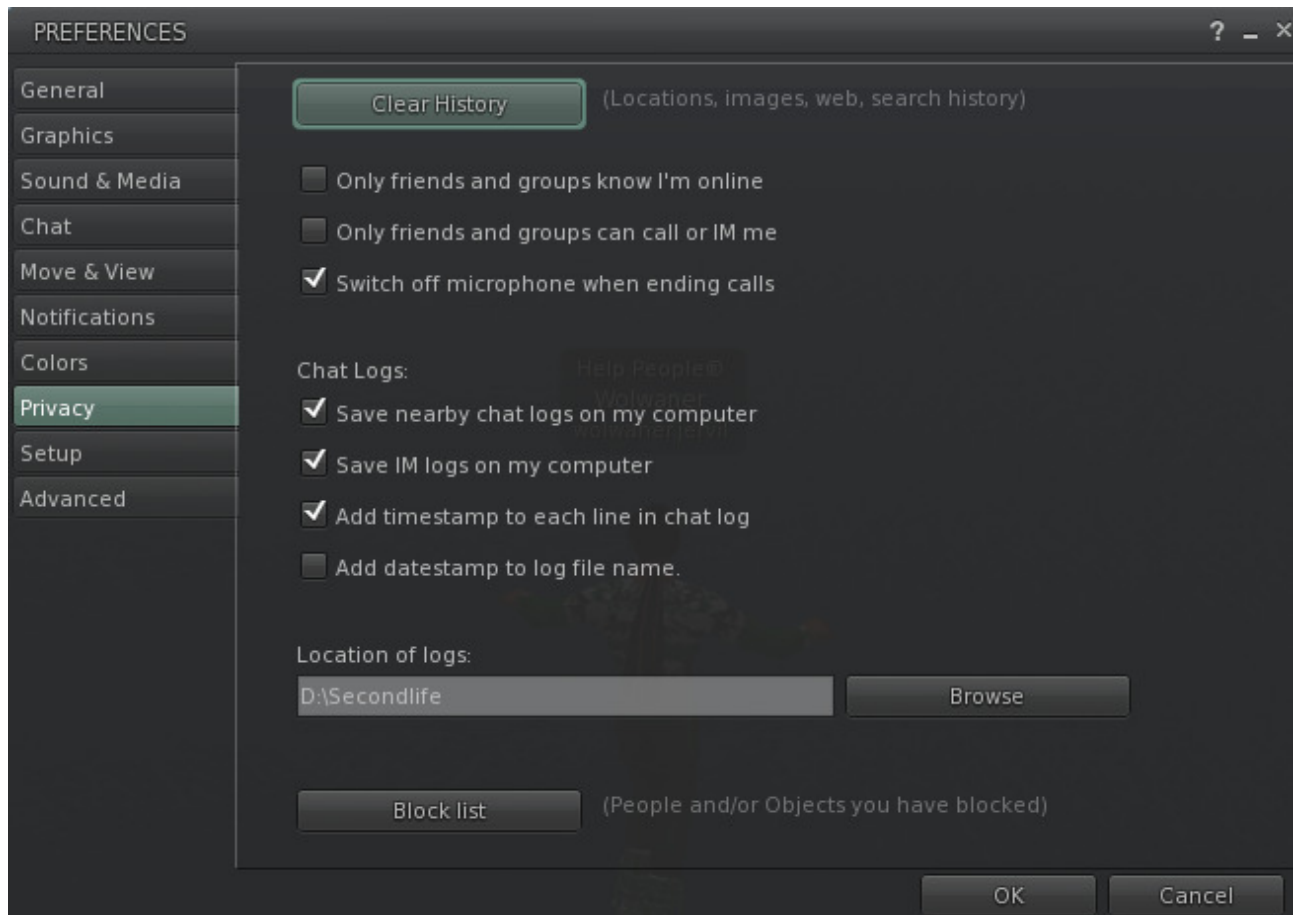 PREFERENCES ? _ ×
General
Graphics
Sound & Media
Chat
Move & View
Notifications
Colors
Privacy
Setup
Advanced
Clear History (Locations, images, web, search history)
Only friends and groups know I'm online
Only friends and groups can call or IM me
Switch off microphone when ending calls
Chat Logs:
Help People®
Wolwaner
Save nearby chat logs on my computer
Save IM logs on my computer
Add timestamp to each line in chat log
Add datestamp to log file name.
Location of logs:
D:\Secondlife Browse
Block list (People and/or Objects you have blocked)
OK Cancel